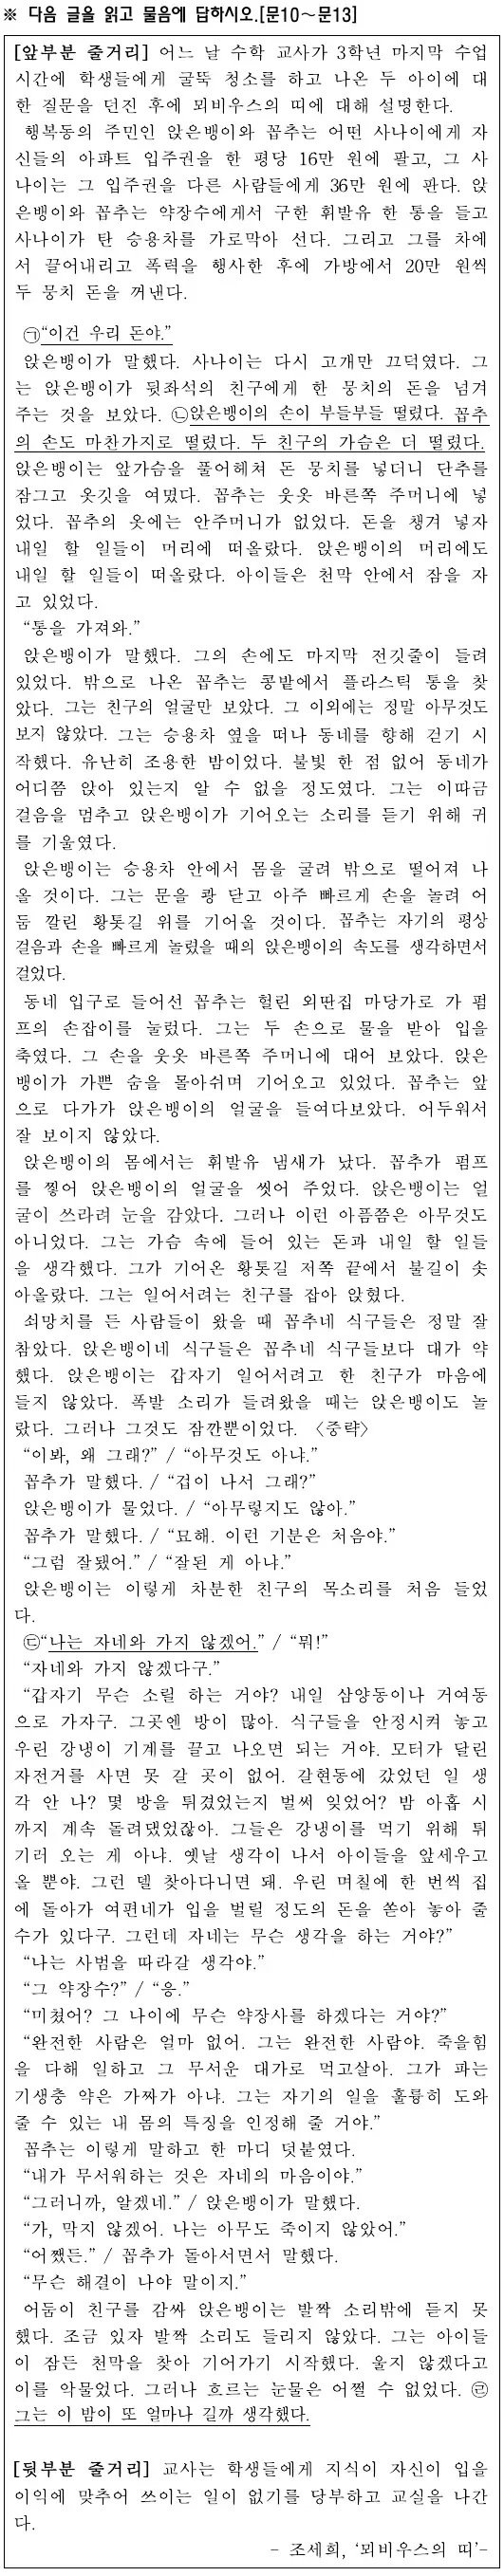 ※ 다음 글을 읽고 물음에 답하시오.[문10～문13]
[앞부분 줄거리] 어느 날 수학 교사가 3학년 마지막 수업
시간에 학생들에게 굴뚝 청소를 하고 나온 두 아이에 대
한 질문을 던진 후에 뫼비우스의 띠에 대해 설명한다.
행복동의 주민인 앉은뱅이와 꼽추는 어떤 사나이에게 자
신들의 아파트 입주권을 한 평당 16만 원에 팔고, 그 사
나이는 그 입주권을 다른 사람들에게 36만 원에 판다. 앉
은뱅이와 꼽추는 약장수에게서 구한 휘발유 한 통을 들고
사나이가 탄 승용차를 가로막아 선다. 그리고 그를 차에
서 끌어내리고 폭력을 행사한 후에 가방에서 20만 원씩
두 뭉치 돈을 꺼낸다.
㉠“이건 우리 돈야.”
앉은뱅이가 말했다. 사나이는 다시 고개만 끄덕였다. 그
는 앉은뱅이가 뒷좌석의 친구에게 한 뭉치의 돈을 넘겨
주는 것을 보았다. ㉡앉은뱅이의 손이 부들부들 떨렸다. 꼽추
의 손도 마찬가지로 떨렸다. 두 친구의 가슴은 더 떨렸다.
앉은뱅이는 앞가슴을 풀어헤쳐 돈 뭉치를 넣더니 단추를
잠그고 옷깃을 여몄다. 꼽추는 웃옷 바른쪽 주머니에 넣
었다. 꼽추의 옷에는 안주머니가 없었다. 돈을 챙겨 넣자
내일 할 일들이 머리에 떠올랐다. 앉은뱅이의 머리에도
내일 할 일들이 떠올랐다. 아이들은 천막 안에서 잠을 자
고 있었다.
“통을 가져와.”
앉은뱅이가 말했다. 그의 손에도 마지막 전깃줄이 들려
있었다. 밖으로 나온 꼽추는 콩밭에서 플라스틱 통을 찾
았다. 그는 친구의 얼굴만 보았다. 그 이외에는 정말 아무것도
보지 않았다. 그는 승용차 옆을 떠나 동네를 향해 걷기 시
작했다. 유난히 조용한 밤이었다. 불빛 한 점 없어 동네가
어디쯤 앉아 있는지 알 수 없을 정도였다. 그는 이따금
걸음을 멈추고 앉은뱅이가 기어오는 소리를 듣기 위해 귀
를 기울였다.
앉은뱅이는 승용차 안에서 몸을 굴려 밖으로 떨어져 나
올 것이다. 그는 문을 쾅 닫고 아주 빠르게 손을 놀려 어
둠 깔린 황톳길 위를 기어올 것이다. 꼽추는 자기의 평상
걸음과 손을 빠르게 놀렸을 때의 앉은뱅이의 속도를 생각하면서
걸었다.
동네 입구로 들어선 꼽추는 헐린 외딴집 마당가로 가 펌
프의 손잡이를 눌렀다. 그는 두 손으로 물을 받아 입을
축였다. 그 손을 웃옷 바른쪽 주머니에 대어 보았다. 앉은
뱅이가 가쁜 숨을 몰아쉬며 기어오고 있었다. 꼽추는 앞
으로 다가가 앉은뱅이의 얼굴을 들여다보았다. 어두워서
잘 보이지 않았다.
앉은뱅이의 몸에서는 휘발유 냄새가 났다. 꼽추가 펌프
를 찧어 앉은뱅이의 얼굴을 씻어 주었다. 앉은뱅이는 얼
굴이 쓰라려 눈을 감았다. 그러나 이런 아픔쯤은 아무것도
아니었다. 그는 가슴 속에 들어 있는 돈과 내일 할 일들
을 생각했다. 그가 기어온 황톳길 저쪽 끝에서 불길이 솟
아올랐다. 그는 일어서려는 친구를 잡아 앉혔다.
쇠망치를 든 사람들이 왔을 때 꼽추네 식구들은 정말 잘
참았다. 앉은뱅이네 식구들은 꼽추네 식구들보다 대가 약
했다. 앉은뱅이는 갑자기 일어서려고 한 친구가 마음에
들지 않았다. 폭발 소리가 들려왔을 때는 앉은뱅이도 놀
랐다. 그러나 그것도 잠깐뿐이었다. 〈중략〉
“이봐, 왜 그래?” / “아무것도 아냐.”
꼽추가 말했다. / “겁이 나서 그래?”
앉은뱅이가 물었다. / “아무렇지도 않아.”
꼽추가 말했다. / “묘해. 이런 기분은 처음야.”
“그럼 잘됐어.” / “잘된 게 아냐.”
앉은뱅이는 이렇게 차분한 친구의 목소리를 처음 들었
다.
㉢“나는 자네와 가지 않겠어.” / “뭐!”
“자네와 가지 않겠다구.”
“갑자기 무슨 소릴 하는 거야? 내일 삼양동이나 거여동
으로 가자구. 그곳엔 방이 많아. 식구들을 안정시켜 놓고
우린 강냉이 기계를 끌고 나오면 되는 거야. 모터가 달린
자전거를 사면 못 갈 곳이 없어. 갈현동에 갔었던 일 생
각 안 나? 몇 방을 튀겼었는지 벌써 잊었어? 밤 아홉 시
까지 계속 돌려댔었잖아. 그들은 강냉이를 먹기 위해 튀
기러 오는 게 아냐. 옛날 생각이 나서 아이들을 앞세우고
올 뿐야. 그런 델 찾아다니면 돼. 우린 며칠에 한 번씩 집
에 돌아가 여편네가 입을 벌릴 정도의 돈을 쏟아 놓아 줄
수가 있다구. 그런데 자네는 무슨 생각을 하는 거야?”
“나는 사범을 따라갈 생각야.”
“그 약장수?” / “응.”
“미쳤어? 그 나이에 무슨 약장사를 하겠다는 거야?”
“완전한 사람은 얼마 없어. 그는 완전한 사람야. 죽을힘
을 다해 일하고 그 무서운 대가로 먹고살아. 그가 파는
기생충 약은 가짜가 아냐. 그는 자기의 일을 훌륭히 도와
줄 수 있는 내 몸의 특징을 인정해 줄 거야.”
꼽추는 이렇게 말하고 한 마디 덧붙였다.
“내가 무서워하는 것은 자네의 마음이야.”
“그러니까, 알겠네.” / 앉은뱅이가 말했다.
“가, 막지 않겠어. 나는 아무도 죽이지 않았어.”
“어쨌든.” / 꼽추가 돌아서면서 말했다.
“무슨 해결이 나야 말이지.”
어둠이 친구를 감싸 앉은뱅이는 발짝 소리밖에 듣지 못
했다. 조금 있자 발짝 소리도 들리지 않았다. 그는 아이들
이 잠든 천막을 찾아 기어가기 시작했다. 울지 않겠다고
이를 악물었다. 그러나 흐르는 눈물은 어쩔 수 없었다. ㉣
그는 이 밤이 또 얼마나 길까 생각했다.
[뒷부분 줄거리] 교사는 학생들에게 지식이 자신이 입을
이익에 맞추어 쓰이는 일이 없기를 당부하고 교실을 나간
다.
- 조세희, ‘뫼비우스의 띠’-